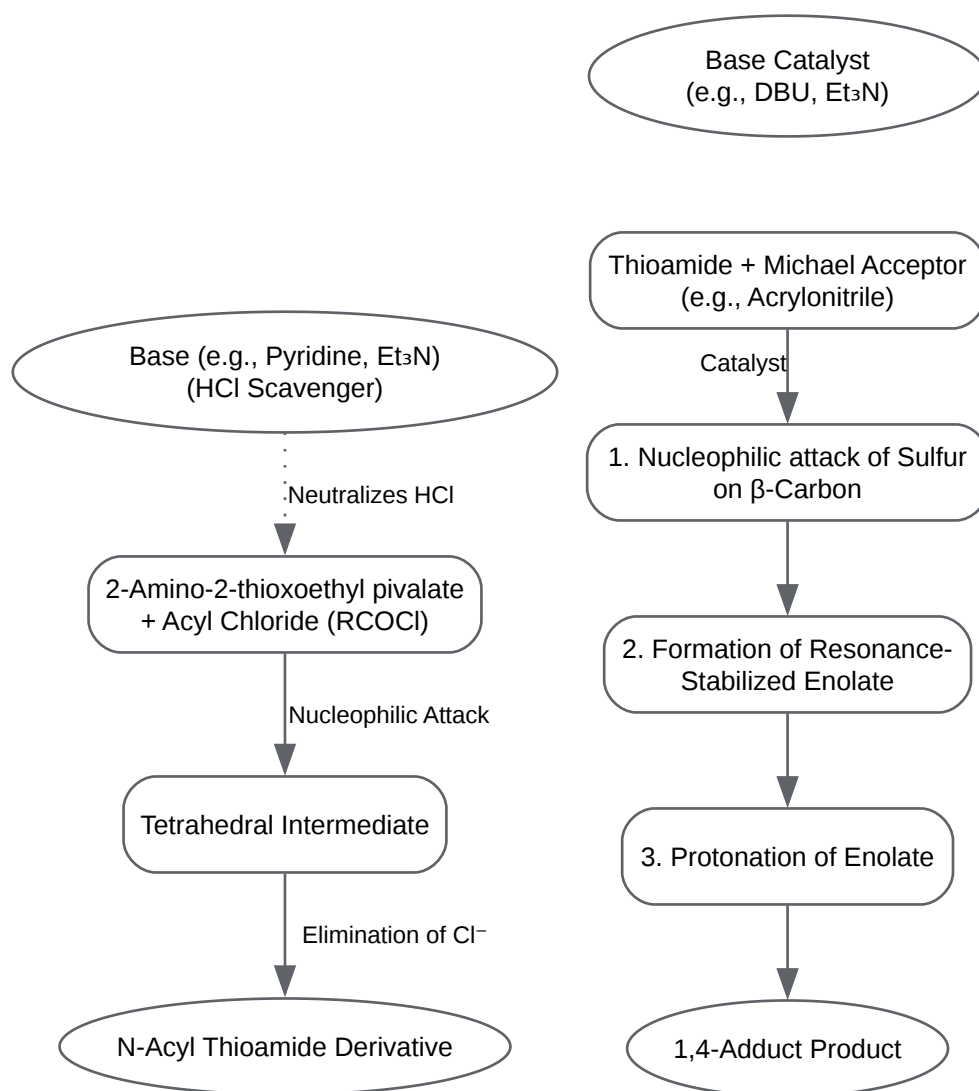 Base Catalyst
(e.g., DBU, Et₃N)
Thioamide + Michael Acceptor
(e.g., Acrylonitrile)
Catalyst
1. Nucleophilic attack of Sulfur
on β-Carbon
2. Formation of Resonance-
Stabilized Enolate
3. Protonation of Enolate
1,4-Adduct Product
Base (e.g., Pyridine, Et₃N)
(HCl Scavenger)
Neutralizes HCl
2-Amino-2-thioxoethyl pivalate
+ Acyl Chloride (RCOCl)
Nucleophilic Attack
Tetrahedral Intermediate
Elimination of Cl⁻
N-Acyl Thioamide Derivative